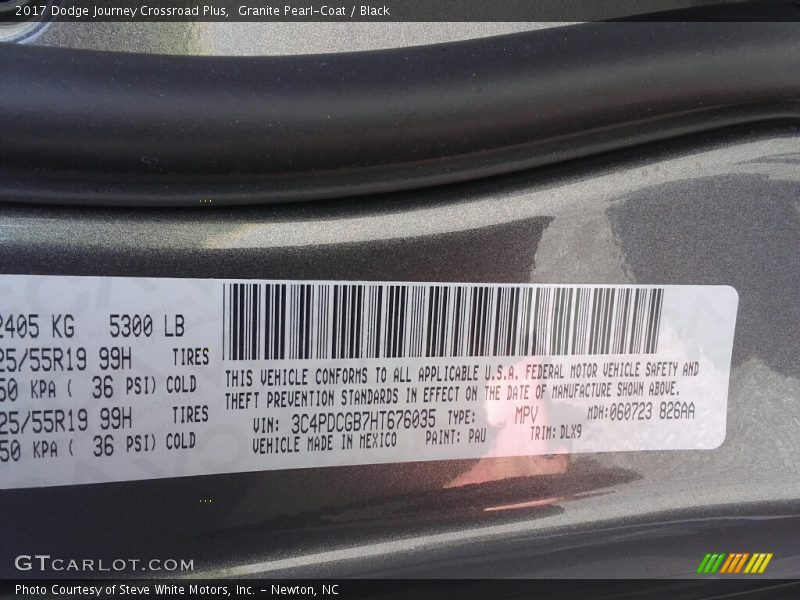 2017 Dodge Journey Crossroad Plus, Granite Pearl-Coat / Black
2405 KG 5300 LB
25/55R19 99H TIRES
50 KPA ( 36 PSI) COLD
25/55R19 99H TIRES
50 KPA ( 36 PSI) COLD
THIS VEHICLE CONFORMS TO ALL APPLICABLE U.S.A. FEDERAL MOTOR VEHICLE SAFETY AND
THEFT PREVENTION STANDARDS IN EFFECT ON THE DATE OF MANUFACTURE SHOWN ABOVE.
VIN: 3C4PDCGB7HT676035 TYPE: MPV MDH:060723 826AA
VEHICLE MADE IN MEXICO PAINT: PAU TRIM: DLX9
GTCARLOT.COM
Photo Courtesy of Steve White Motors, Inc. - Newton, NC